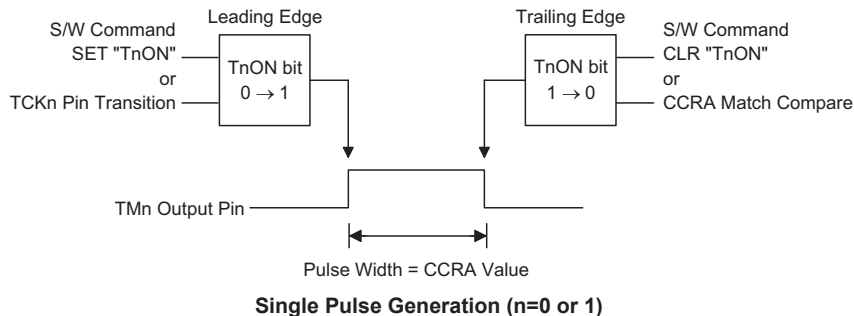 Leading Edge
S/W Command
SET "TnON"
or
TCKn Pin Transition
TnON bit
0 → 1
Trailing Edge
TnON bit
1 → 0
S/W Command
CLR "TnON"
or
CCRA Match Compare
TMn Output Pin
Pulse Width = CCRA Value
Single Pulse Generation (n=0 or 1)